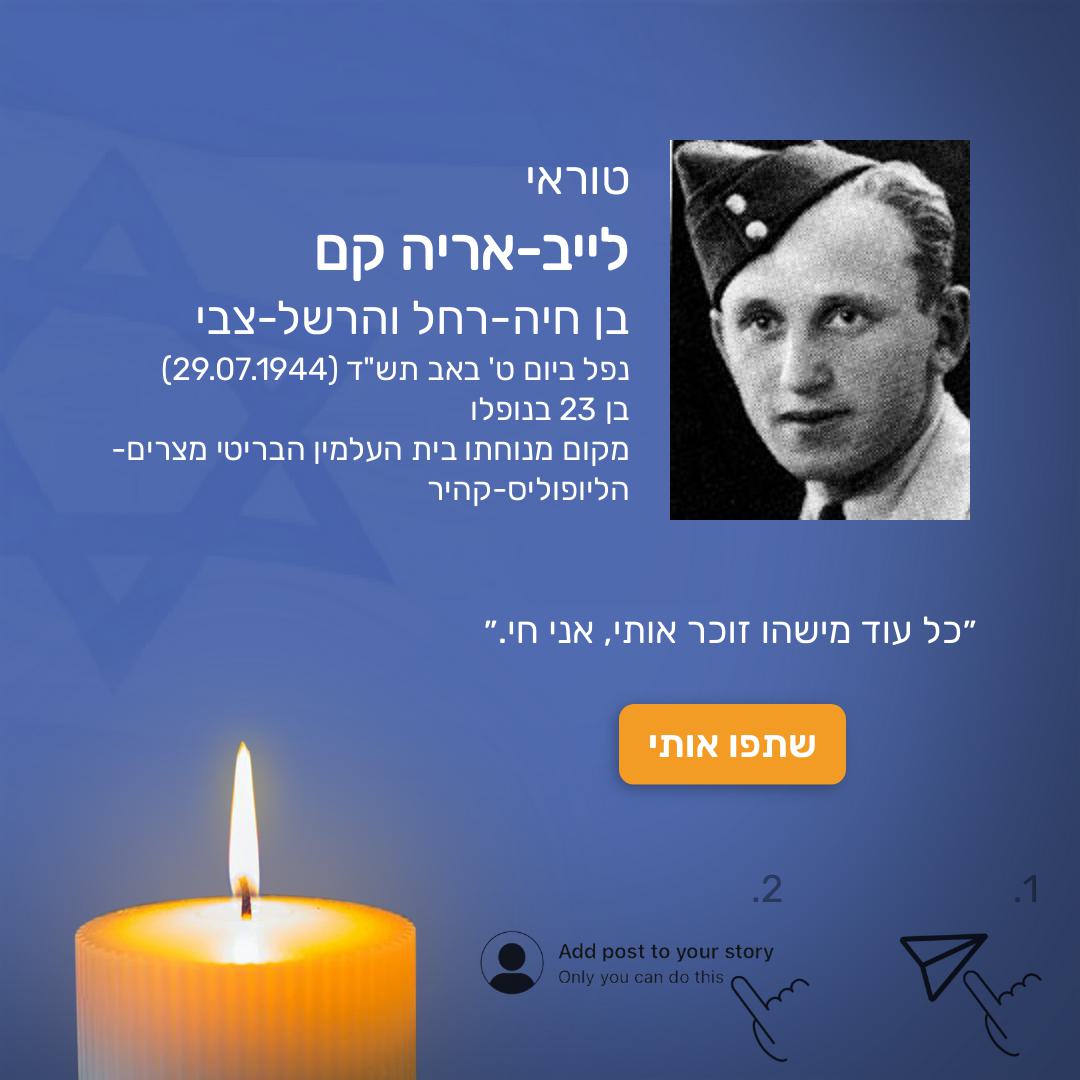 טוראי
לייב-אריה קם
בן חיה-רחל והרשל-צבי
נפל ביום ט' באב תש"ד (29.07.1944)
בן 23 בנופלו
מקום מנוחתו בית העלמין הבריטי מצרים-
הליופוליס-קהיר
״כל עוד מישהו זוכר אותי, אני חי.״
שתפו אותי
.1
.2
Add post to your story
Only you can do this